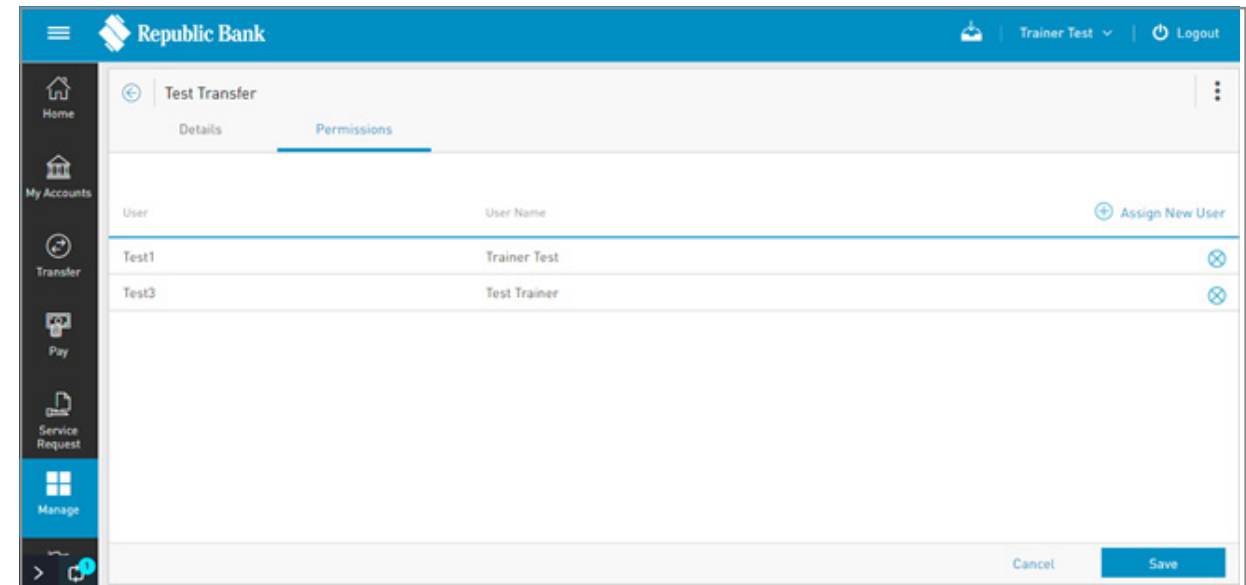 Republic Bank
Trainer Test
Logout
Home
My Accounts
Transfer
Pay
Service
Request
Manage
1
Test Transfer
Details Permissions
User User Name Assign New User
Test1 Trainer Test
Test3 Test Trainer
Cancel Save